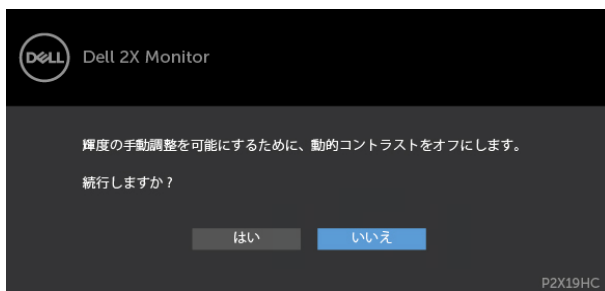 DELL
Dell 2X Monitor
輝度の手動調整を可能にするために、動的コントラストをオフにします。
続行しますか?
はい
いいえ
P2X19HC